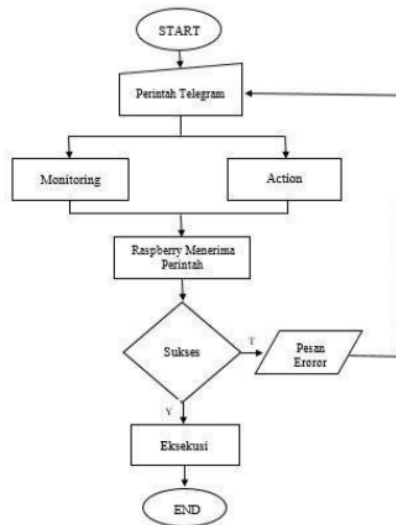 START
Perintah Telegram
Monitoring
Action
Raspberry Menerima
Perintah
Sukses
T
Pesan
Eroror
Y
Eksekusi
END